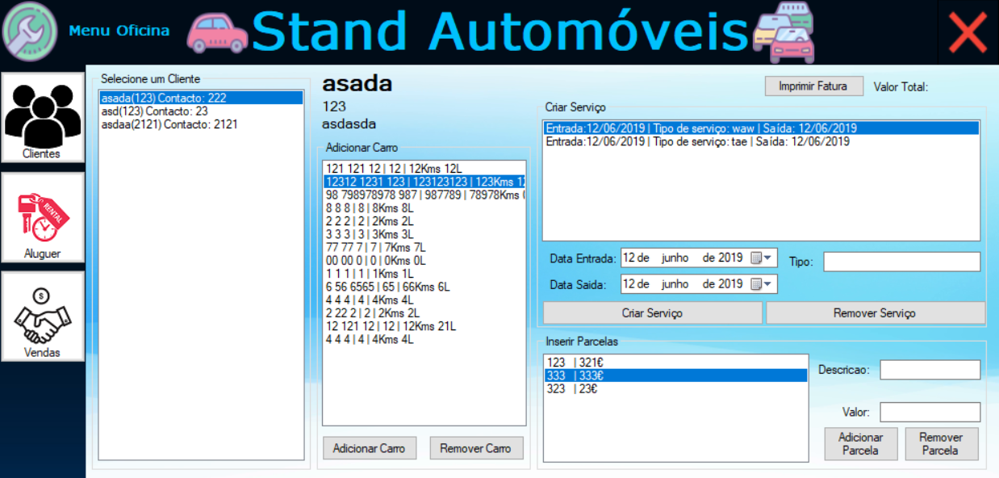 Menu Oficina
Stand Automóveis
Clientes
RENTAL
Aluguer
$
Vendas
Selecione um Cliente
asada(123) Contacto: 222
asd(123) Contacto: 23
asdaa(2121) Contacto: 2121
asada
123
asdasda
Adicionar Carro
121 121 12 | 12 | 12Kms 12L
12312 1231 123 | 123123123 | 123Kms
98 798978978 987 | 987789 | 78978Kms
8 8 8 | 8 | 8Kms 8L
2 2 2 | 2 | 2Kms 2L
3 3 3 | 3 | 3Kms 3L
77 77 7 | 7 | 7Kms 7L
00 00 0 | 0 | 0Kms 0L
1 1 1 | 1 | 1Kms 1L
6 56 6565 | 65 | 66Kms 6L
4 4 4 | 4 | 4Kms 4L
2 22 2 | 2 | 2Kms 2L
12 121 12 | 12 | 12Kms 21L
4 4 4 | 4 | 4Kms 4L
Adicionar Carro
Remover Carro
Imprimir Fatura
Valor Total:
Criar Serviço
Entrada:12/06/2019 | Tipo de serviço: waw | Saída: 12/06/2019
Entrada:12/06/2019 | Tipo de serviço: tae | Saída: 12/06/2019
Data Entrada: 12 de junho de 2019
Tipo:
Data Saida: 12 de junho de 2019
Criar Serviço
Remover Serviço
Inserir Parcelas
123 | 321€
333 | 333€
323 | 23€
Descricao:
Valor:
Adicionar
Parcela
Remover
Parcela